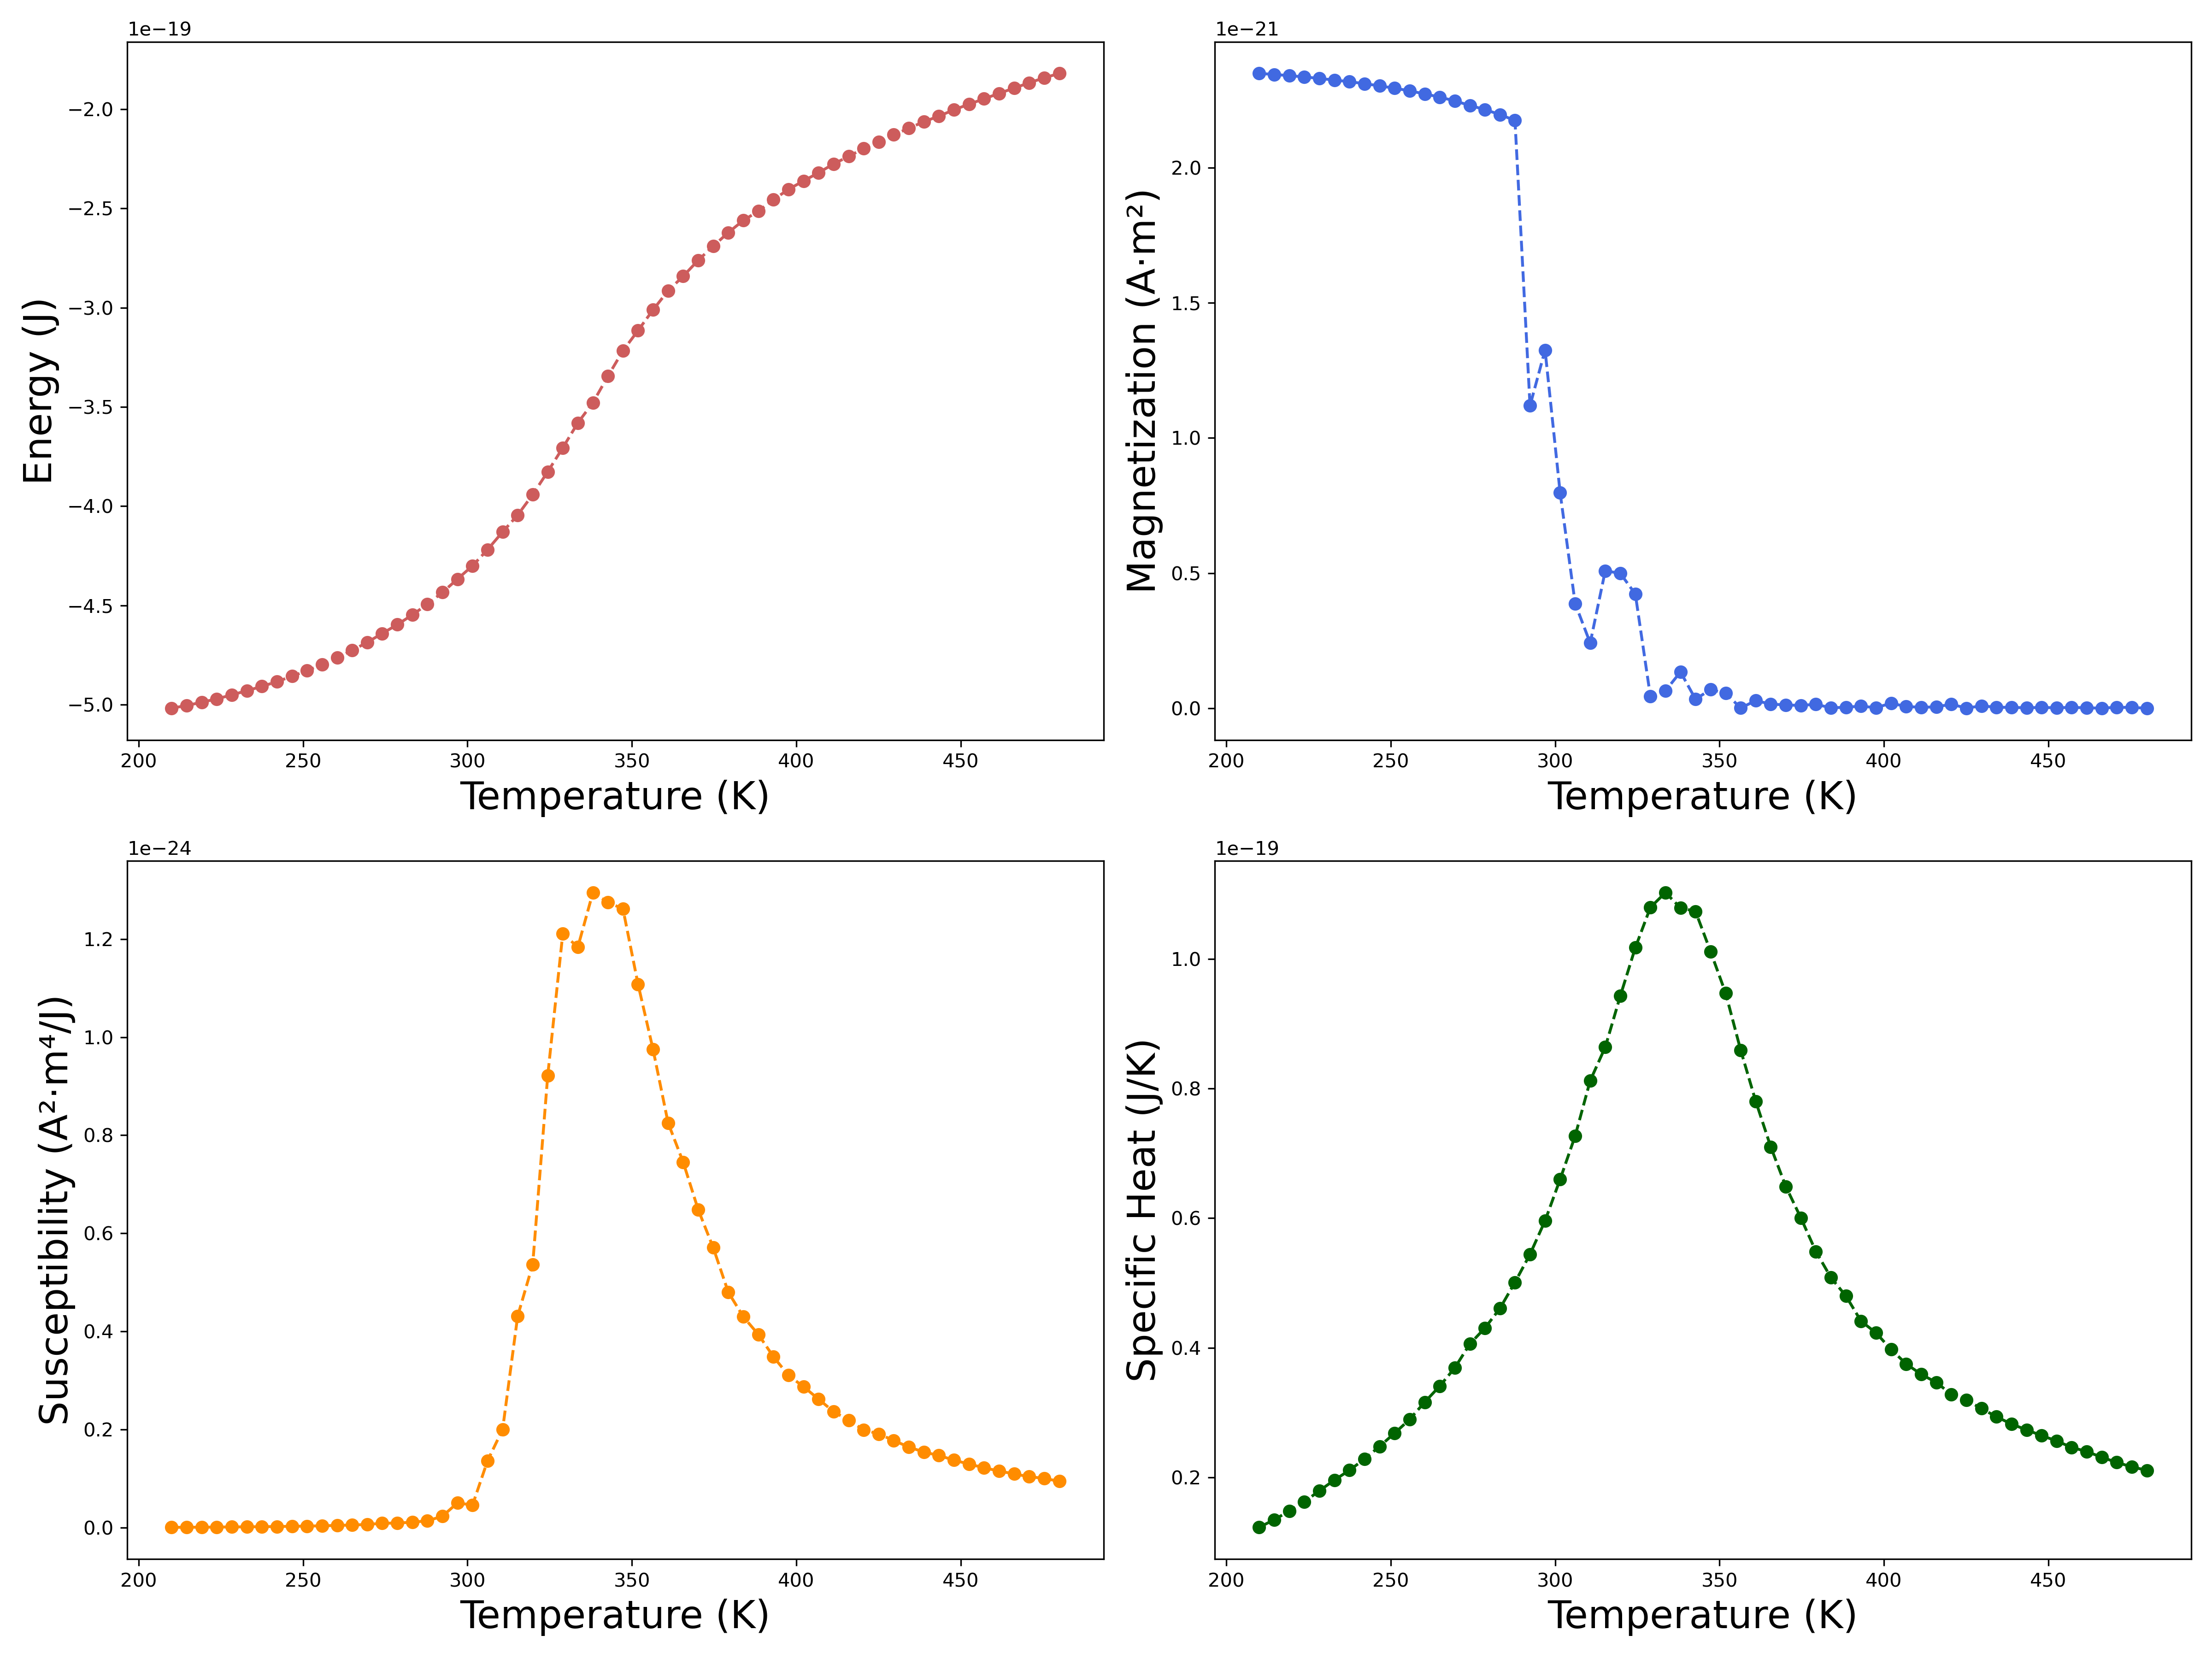 1e−19
−2.0
−2.5
−3.0
−3.5
−4.0
−4.5
−5.0
Energy (J)
200 250 300 350 400 450
Temperature (K)
1e−21
2.0
1.5
1.0
0.5
0.0
Magnetization (A·m²)
200 250 300 350 400 450
Temperature (K)
1e−24
1.2
1.0
0.8
0.6
0.4
0.2
0.0
Susceptibility (A²·m⁴/J)
200 250 300 350 400 450
Temperature (K)
1e−19
1.0
0.8
0.6
0.4
0.2
Specific Heat (J/K)
200 250 300 350 400 450
Temperature (K)